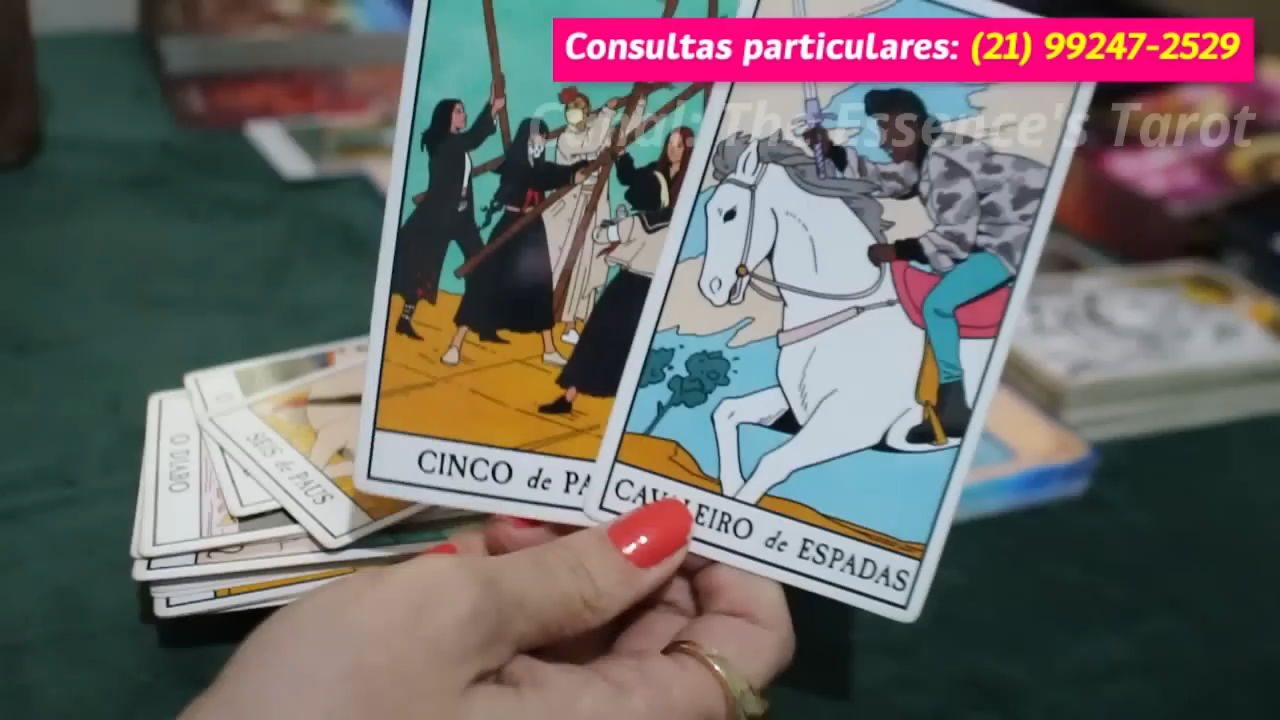 Consultas particulares: (21) 99247-2529
Canal: The Essence's Tarot
CINCO de PA
CAVALEIRO de ESPADAS
SEIS de PAUS
O DIABO